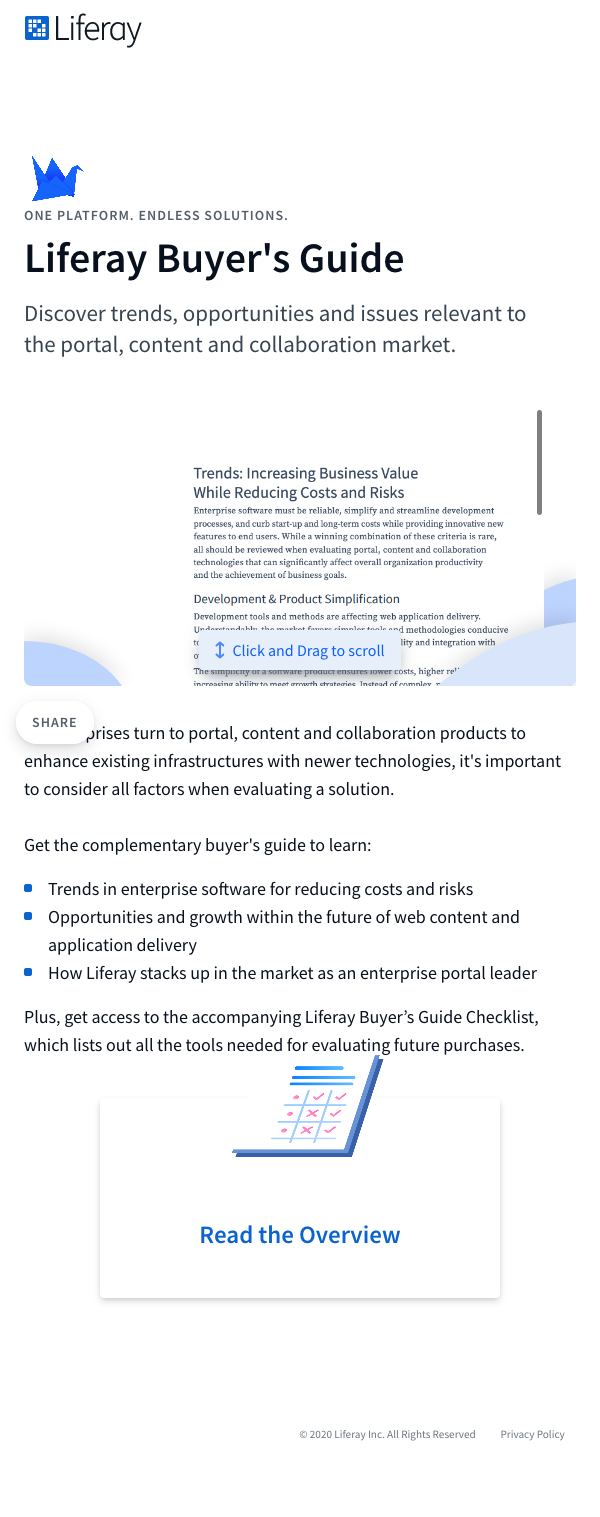 Liferay
ONE PLATFORM. ENDLESS SOLUTIONS.
Liferay Buyer's Guide
Discover trends, opportunities and issues relevant to
the portal, content and collaboration market.
Trends: Increasing Business Value
While Reducing Costs and Risks
Enterprise software must be reliable, simplify and streamline development
processes, and curb start-up and long-term costs while providing innovative new
features to end users. While a winning combination of these criteria is rare,
all should be reviewed when evaluating portal, content and collaboration
technologies that can significantly affect overall organization productivity
and the achievement of business goals.
Development & Product Simplification
Development tools and methods are affecting web application delivery.
Understandably, the market favors simpler tools and methodologies conducive
and integration with
Click and Drag to scroll
The simplicity of a software product ensures lower costs, higher
increasing ability to meet growth strategies. Instead of complex,
SHARE
prises turn to portal, content and collaboration products to
enhance existing infrastructures with newer technologies, it's important
to consider all factors when evaluating a solution.
Get the complementary buyer's guide to learn:
Trends in enterprise software for reducing costs and risks
Opportunities and growth within the future of web content and
application delivery
How Liferay stacks up in the market as an enterprise portal leader
Plus, get access to the accompanying Liferay Buyer’s Guide Checklist,
which lists out all the tools needed for evaluating future purchases.
Read the Overview
© 2020 Liferay Inc. All Rights Reserved Privacy Policy